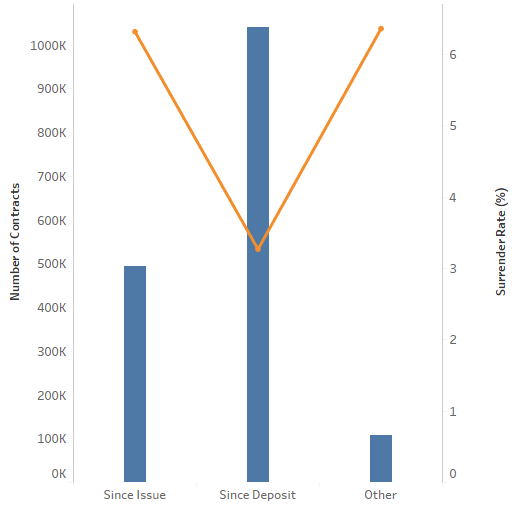 1000K
900K
800K
700K
600K
500K
400K
300K
200K
100K
0K
Number of Contracts
6
5
4
3
2
1
0
Surrender Rate (%)
Since Issue
Since Deposit
Other